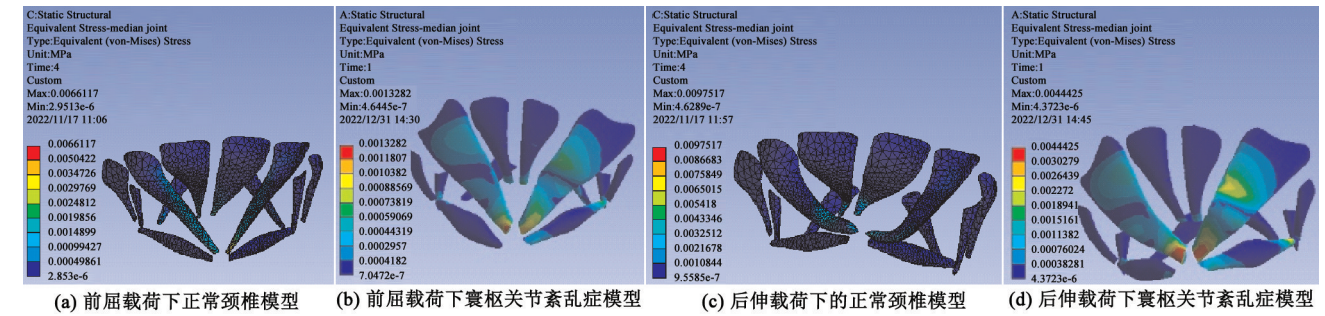 C:Static Structural
Equivalent Stress-median joint
Type:Equivalent (von-Mises) Stress
Unit:MPa
Time:4
Custom
Max:0.0066117
Min:2.9513e-6
2022/11/17 11:06
0.0066117
0.0050422
0.0034726
0.0029769
0.0024812
0.0019856
0.0014899
0.00099427
0.00049861
2.853e-6
(a) 前屈载荷下正常颈椎模型
A:Static Structural
Equivalent Stress-median joint
Type:Equivalent (von-Mises) Stress
Unit:MPa
Time:1
Custom
Max:0.0013282
Min:4.6445e-7
2022/12/31 14:30
0.0013282
0.0011807
0.0010382
0.00088569
0.00073819
0.00059069
0.00044319
0.0002957
0.0004182
7.0472e-7
(b) 前屈载荷下寰枢关节紊乱症模型
C:Static Structural
Equivalent Stress-median joint
Type:Equivalent (von-Mises) Stress
Unit:MPa
Time:4
Custom
Max:0.0097517
Min:4.6289e-7
2022/11/17 11:57
0.0097517
0.0086683
0.0075849
0.0065015
0.005418
0.0043346
0.0032512
0.0021678
0.0010844
9.5585e-7
(c) 后伸载荷下的正常颈椎模型
A:Static Structural
Equivalent Stress-median joint
Type:Equivalent (von-Mises) Stress
Unit:MPa
Time:1
Custom
Max:0.0044425
Min:4.3723e-6
2022/12/31 14:45
0.0044425
0.0030279
0.0026439
0.002272
0.0018941
0.0015161
0.0011382
0.00076024
0.00038281
4.3723e-6
(d) 后伸载荷下寰枢关节紊乱症模型